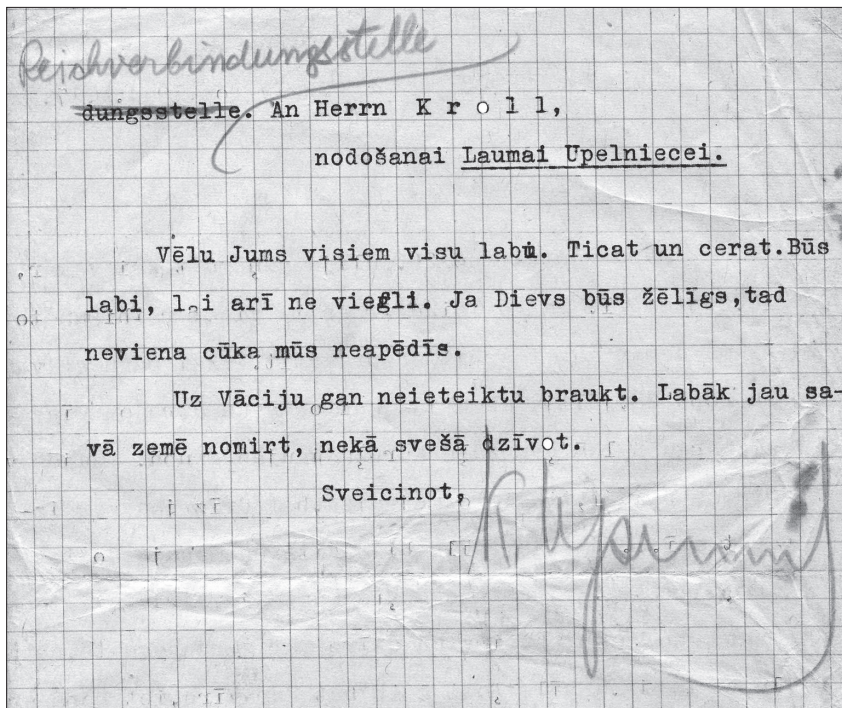 Reichverbindungsstelle
dungsstelle. An Herrn K r o l l,
nodošanai Laumai Upelniecei.
Vēlu Jums visiem visu labu. Ticat un cerat.Būs
labi, lai arī ne viegli. Ja Dievs būs žēlīgs,tad
neviena cūka mūs neapēdīs.
Uz Vāciju gan neieteiktu braukt. Labāk jau sa-
vā zemē nomirt, nekā svešā dzīvot.
Sveicinot,